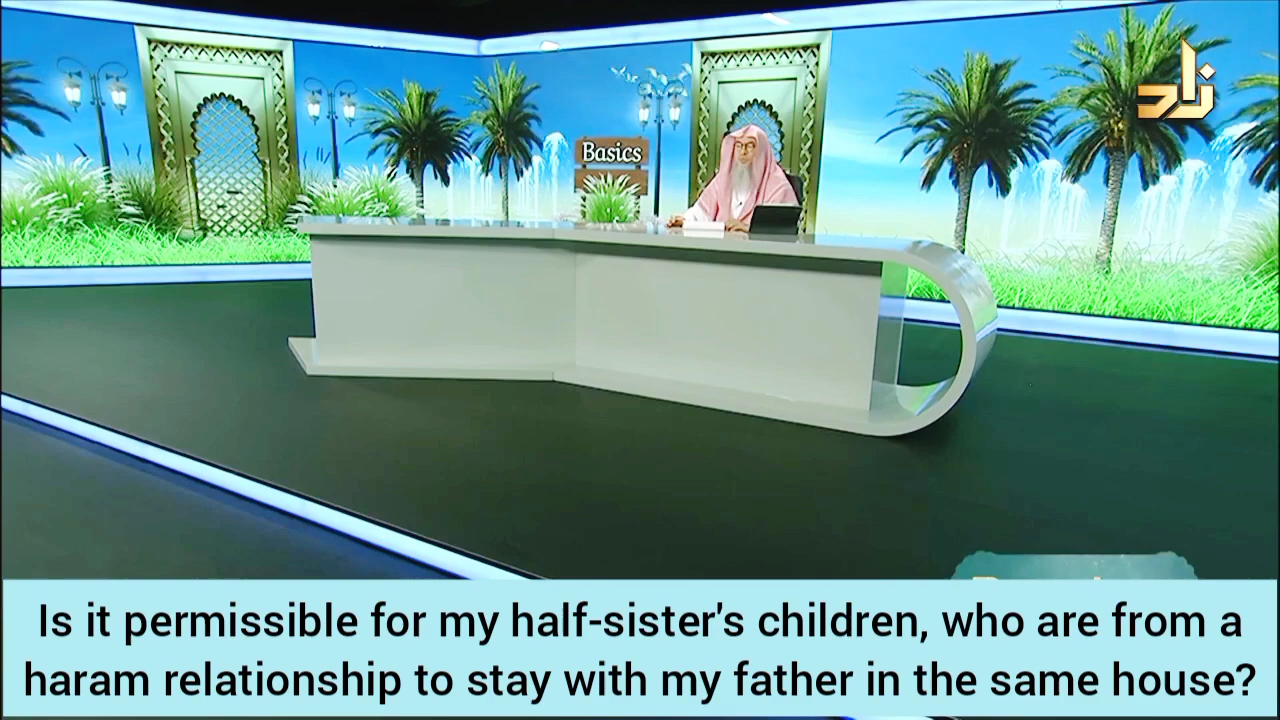 زاد
Basics
Is it permissible for my half-sister's children, who are from a
haram relationship to stay with my father in the same house?